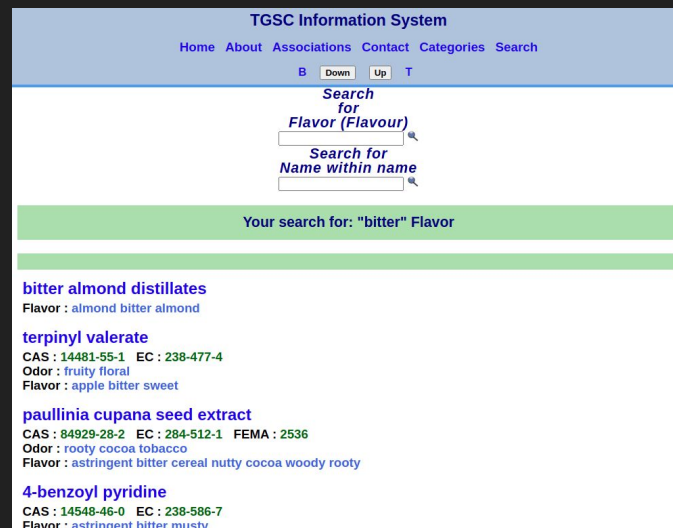 TGSC Information System
Home About Associations Contact Categories Search
B Down Up T
Search
for
Flavor (Flavour)
Search for
Name within name
Your search for: "bitter" Flavor
bitter almond distillates
Flavor : almond bitter almond
terpinyl valerate
CAS : 14481-55-1 EC : 238-477-4
Odor : fruity floral
Flavor : apple bitter sweet
paullinia cupana seed extract
CAS : 84929-28-2 EC : 284-512-1 FEMA : 2536
Odor : rooty cocoa tobacco
Flavor : astringent bitter cereal nutty cocoa woody rooty
4-benzoyl pyridine
CAS : 14548-46-0 EC : 238-586-7
Flavor : astringent bitter musty